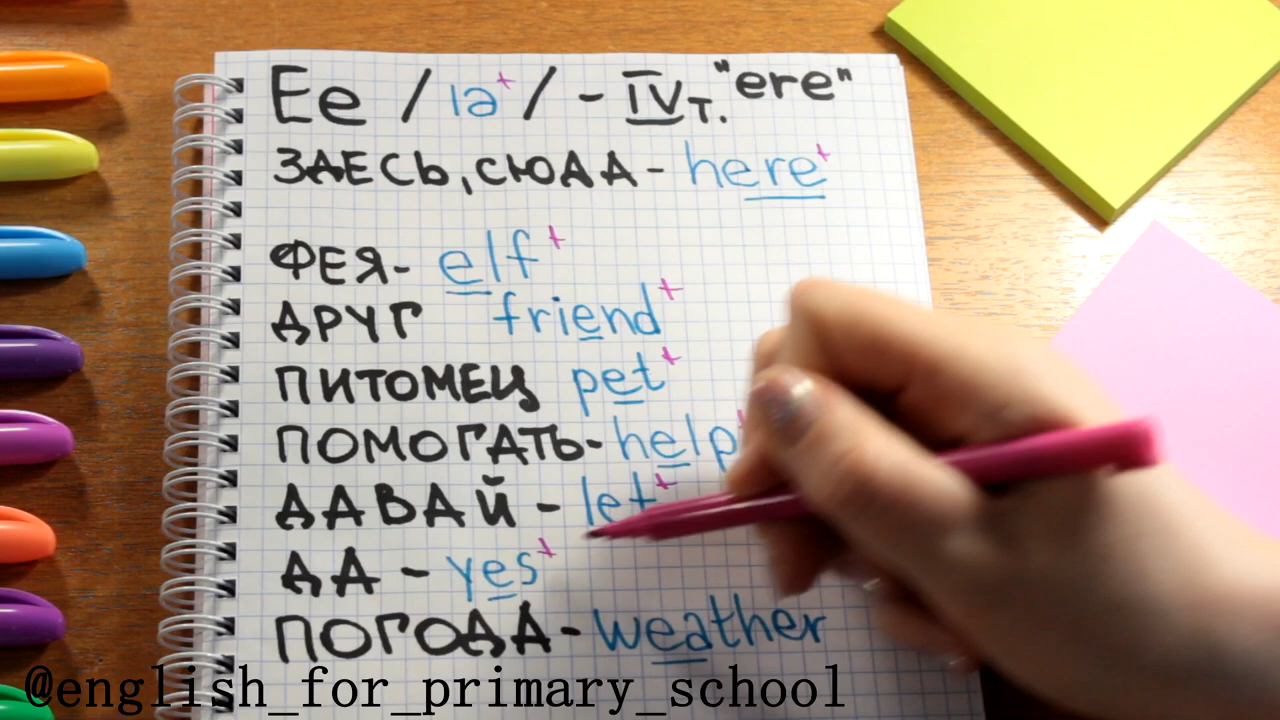 Ee /ıə+/ - IV т. "ere"
ЗДЕСЬ, СЮДА - here+
ФЕЯ - elf+
ДРУГ friend+
ПИТОМЕЦ pet+
ПОМОГАТЬ - help+
ДАВАЙ - let+
ДА - yes+
ПОГОДА - weather
@english_for_primary_school